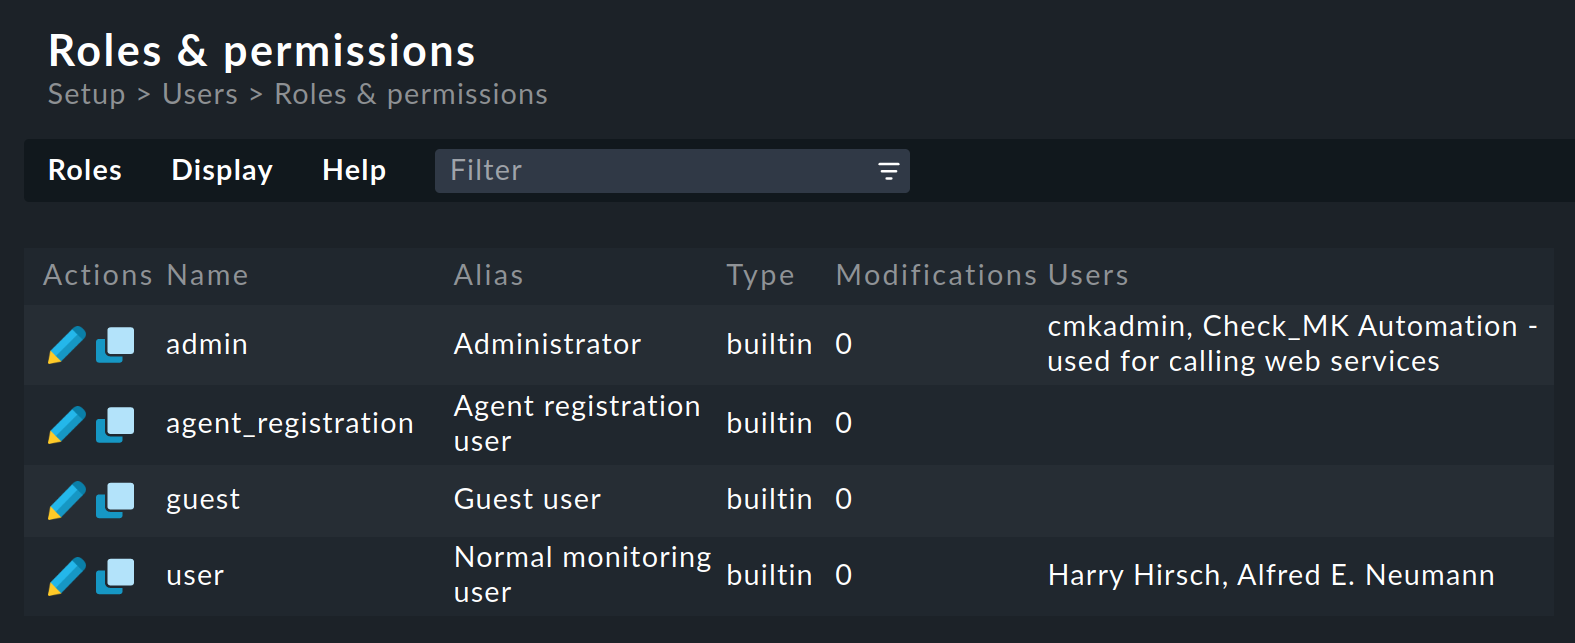 Roles & permissions
Setup > Users > Roles & permissions
Roles Display Help Filter
Actions Name Alias Type Modifications Users
admin Administrator builtin 0 cmkadmin, Check_MK Automation -
used for calling web services
agent_registration Agent registration
user builtin 0
guest Guest user builtin 0
user Normal monitoring
user builtin 0 Harry Hirsch, Alfred E. Neumann